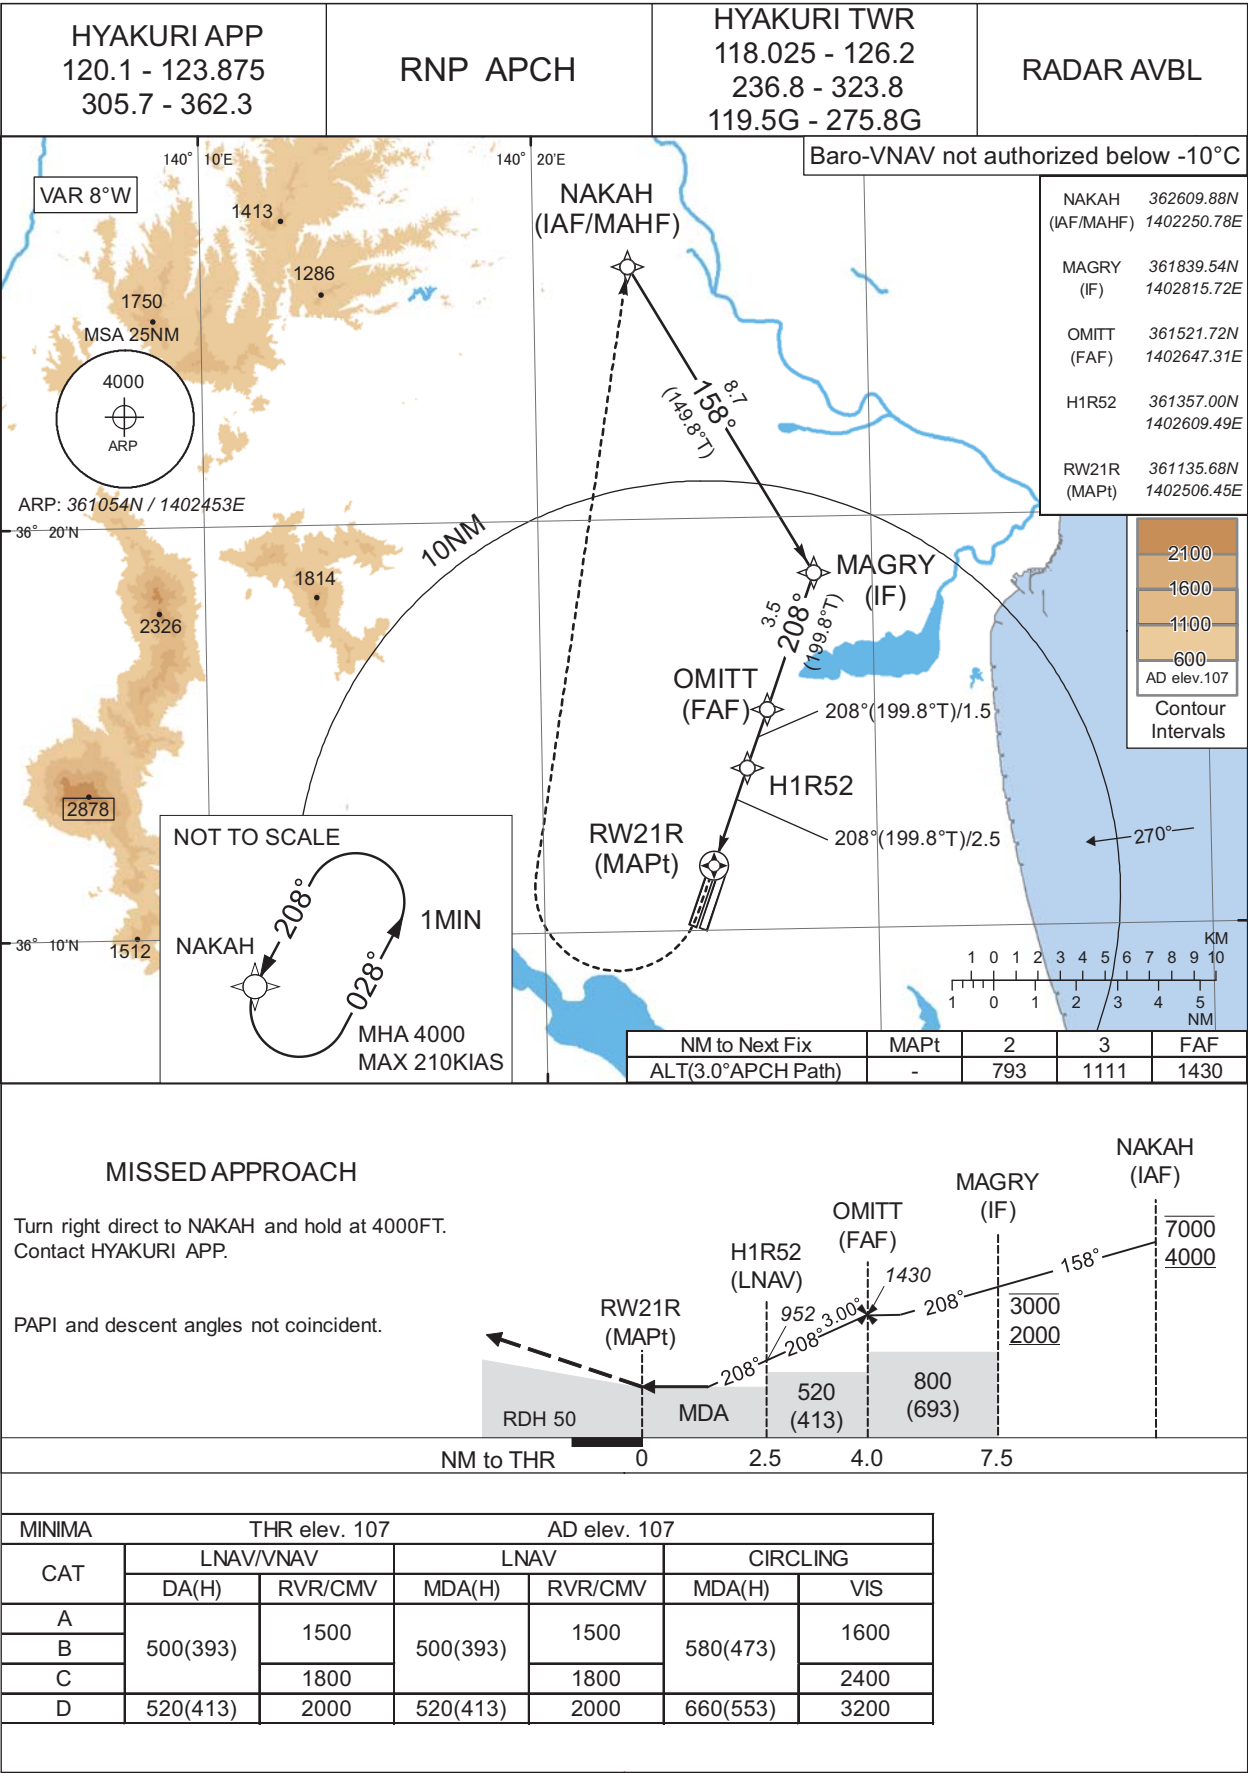 HYAKURI APP
120.1 - 123.875
305.7 - 362.3
RNP APCH
HYAKURI TWR
118.025 - 126.2
236.8 - 323.8
119.5G - 275.8G
RADAR AVBL
140° 10'E
140° 20'E
Baro-VNAV not authorized below -10°C
VAR 8°W
NAKAH
(IAF/MAHF)
NAKAH 362609.88N
(IAF/MAHF) 1402250.78E
MAGRY 361839.54N
(IF) 1402815.72E
OMITT 361521.72N
(FAF) 1402647.31E
H1R52 361357.00N
1402609.49E
RW21R 361135.68N
(MAPt) 1402506.45E
1413
1286
1750
MSA 25NM
4000
ARP
ARP: 361054N / 1402453E
36° 20'N
8.7
158°
(149.8°T)
10NM
1814
2326
MAGRY
(IF)
3.5
208°
(199.8°T)
2100
1600
1100
600
AD elev.107
Contour
Intervals
OMITT
(FAF)
208°(199.8°T)/1.5
H1R52
2878
RW21R
(MAPt)
208°(199.8°T)/2.5
270°
NOT TO SCALE
208°
1MIN
NAKAH
028°
MHA 4000
MAX 210KIAS
36° 10'N
1512
KM
1 0 1 2 3 4 5 6 7 8 9 10
1 0 1 2 3 4 5
NM
NM to Next Fix MAPt 2 3 FAF
ALT(3.0°APCH Path) - 793 1111 1430
MISSED APPROACH
Turn right direct to NAKAH and hold at 4000FT.
Contact HYAKURI APP.
PAPI and descent angles not coincident.
NAKAH
(IAF)
MAGRY
(IF)
OMITT
(FAF)
H1R52
(LNAV)
RW21R
(MAPt)
7000
4000
158°
1430
208°
3000
2000
952
3.00°
208°
208°
520
(413)
800
(693)
MDA
RDH 50
NM to THR 0 2.5 4.0 7.5
MINIMA THR elev. 107 AD elev. 107
CAT LNAV/VNAV LNAV CIRCLING
DA(H) RVR/CMV MDA(H) RVR/CMV MDA(H) VIS
A
B 500(393) 1500 500(393) 1500 580(473) 1600
C 1800 1800 2400
D 520(413) 2000 520(413) 2000 660(553) 3200